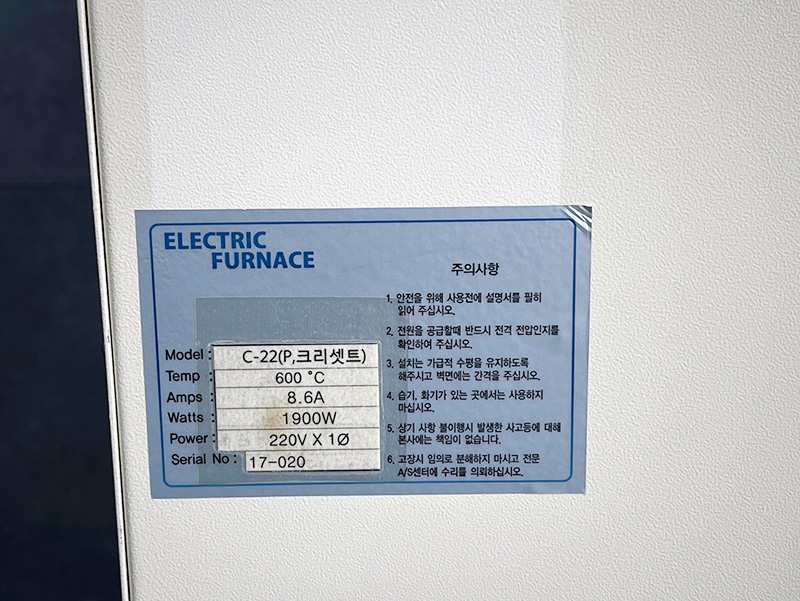 ELECTRIC
FURNACE
Model : C-22(P,크리셋트)
Temp : 600 °C
Amps : 8.6A
Watts : 1900W
Power : 220V X 1Ø
Serial No : 17-020
주의사항
1. 안전을 위해 사용전에 설명서를 필히
읽어 주십시오.
2. 전원을 공급할때 반드시 전격 전압인지를
확인하여 주십시오.
3. 설치는 가급적 수평을 유지하도록
해주시고 벽면에는 간격을 주십시오.
4. 습기, 화기가 있는 곳에서는 사용하지
마십시오.
5. 상기 사항 불이행시 발생한 사고등에 대해
본사에는 책임이 없습니다.
6. 고장시 임의로 분해하지 마시고 전문
A/S센터에 수리를 의뢰하십시오.